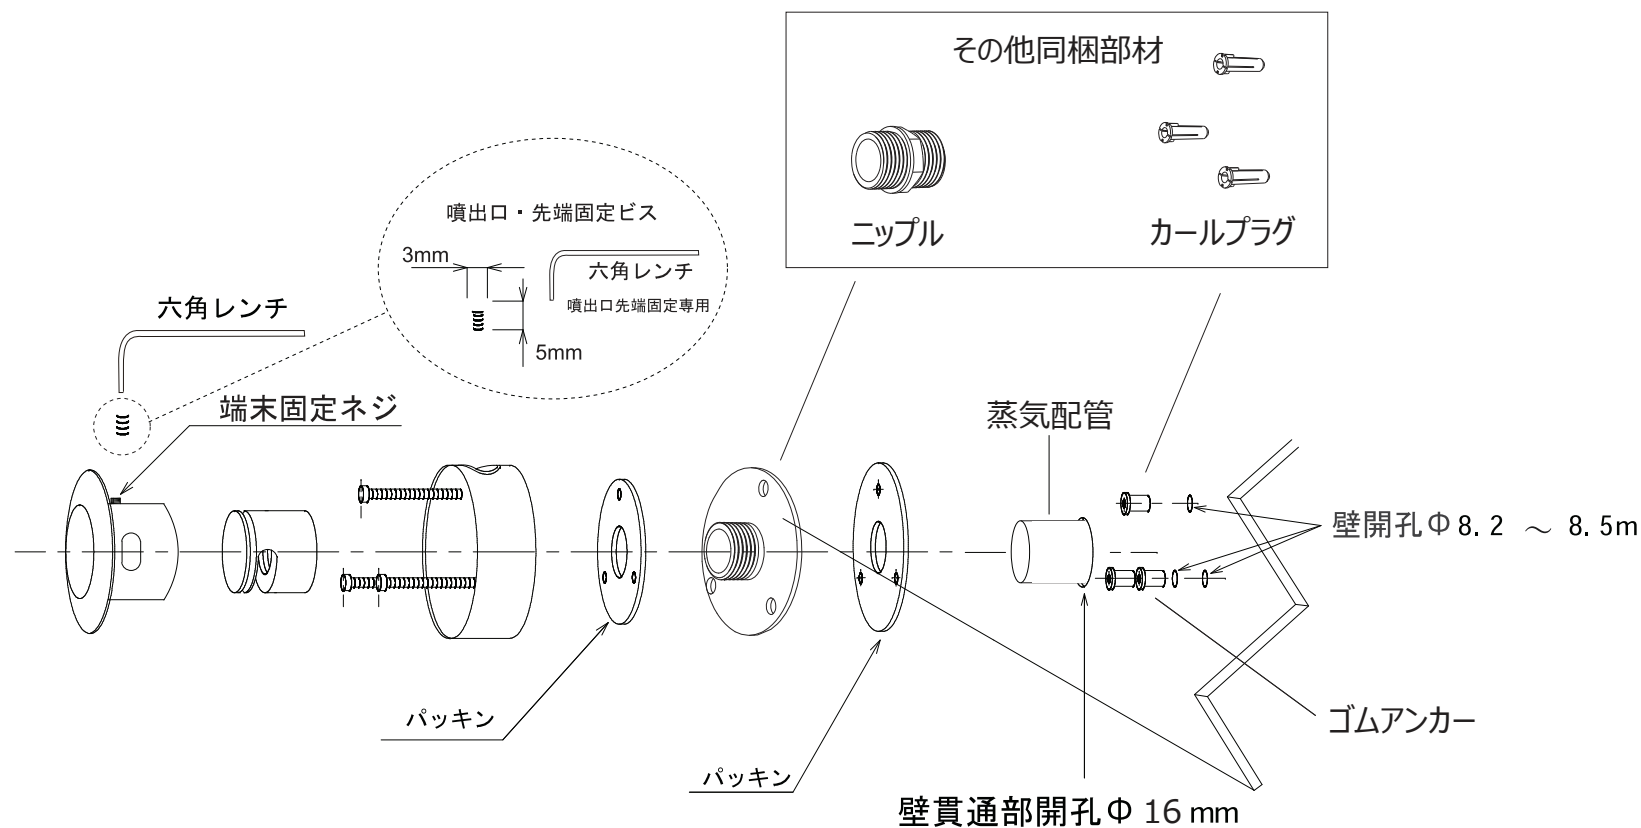 その他同梱部材
ニップル
カールプラグ
噴出口・先端固定ビス
3mm
六角レンチ
噴出口先端固定専用
5mm
六角レンチ
端末固定ネジ
蒸気配管
壁開孔Φ8.2 ～ 8.5m
パッキン
ゴムアンカー
パッキン
壁貫通部開孔Φ 16 mm